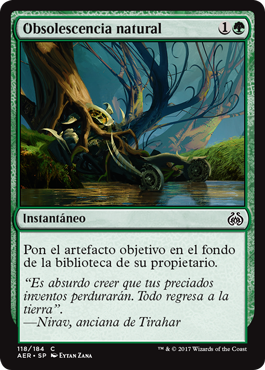 Obsolescencia natural 1
Instantáneo
Pon el artefacto objetivo en el fondo
de la biblioteca de su propietario.
“Es absurdo creer que tus preciados
inventos perdurarán. Todo regresa a la
tierra”.
—Nirav, anciana de Tirahar
118/184 C
AER • SP EYTAN ZANA
™ & © 2017 Wizards of the Coast